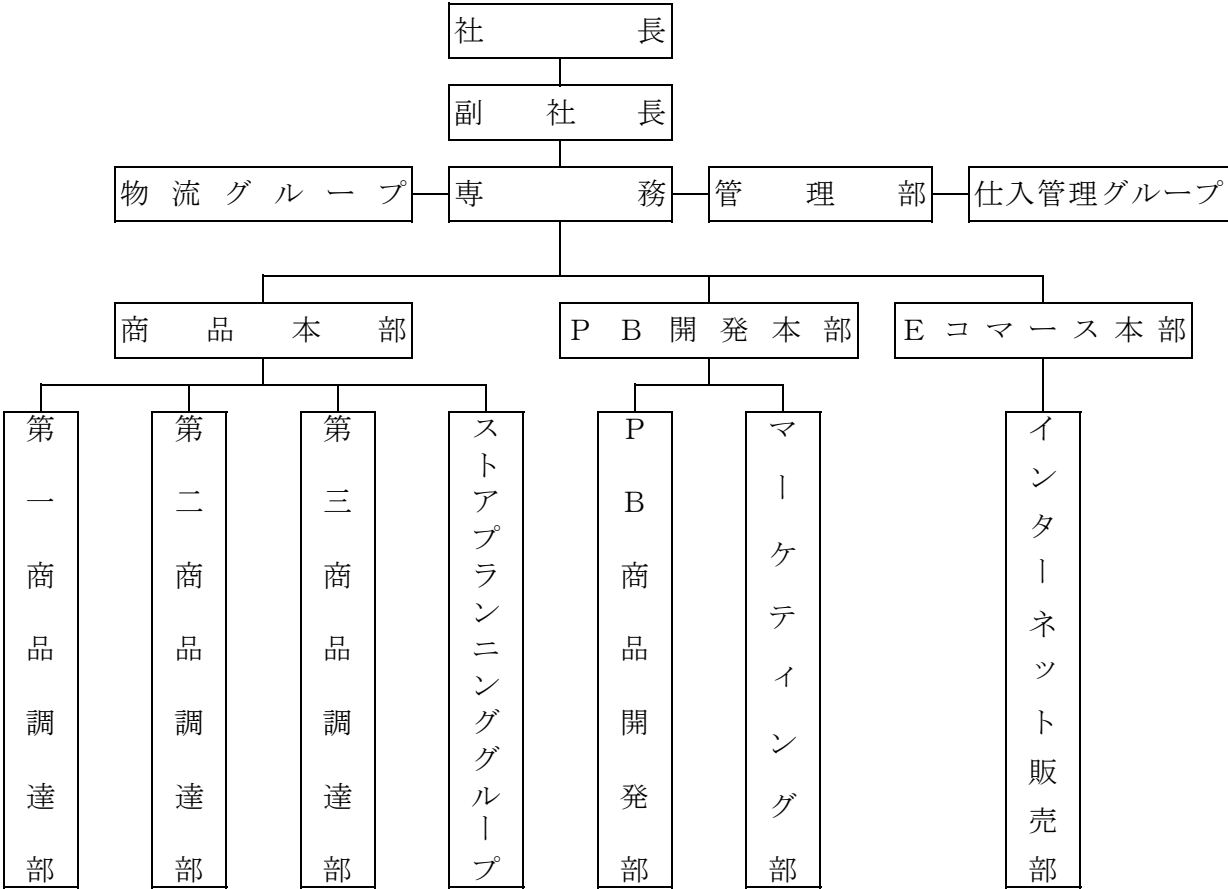 社長
副社長
物流グループ
専務
管理部
仕入管理グループ
商品本部
PB開発本部
Eコマース本部
第一商品調達部
第二商品調達部
第三商品調達部
ストアプランニンググループ
PB商品開発部
マーケティング部
インターネット販売部